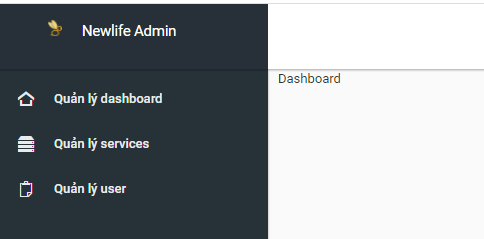 Newlife Admin
Dashboard
Quản lý dashboard
Quản lý services
Quản lý user